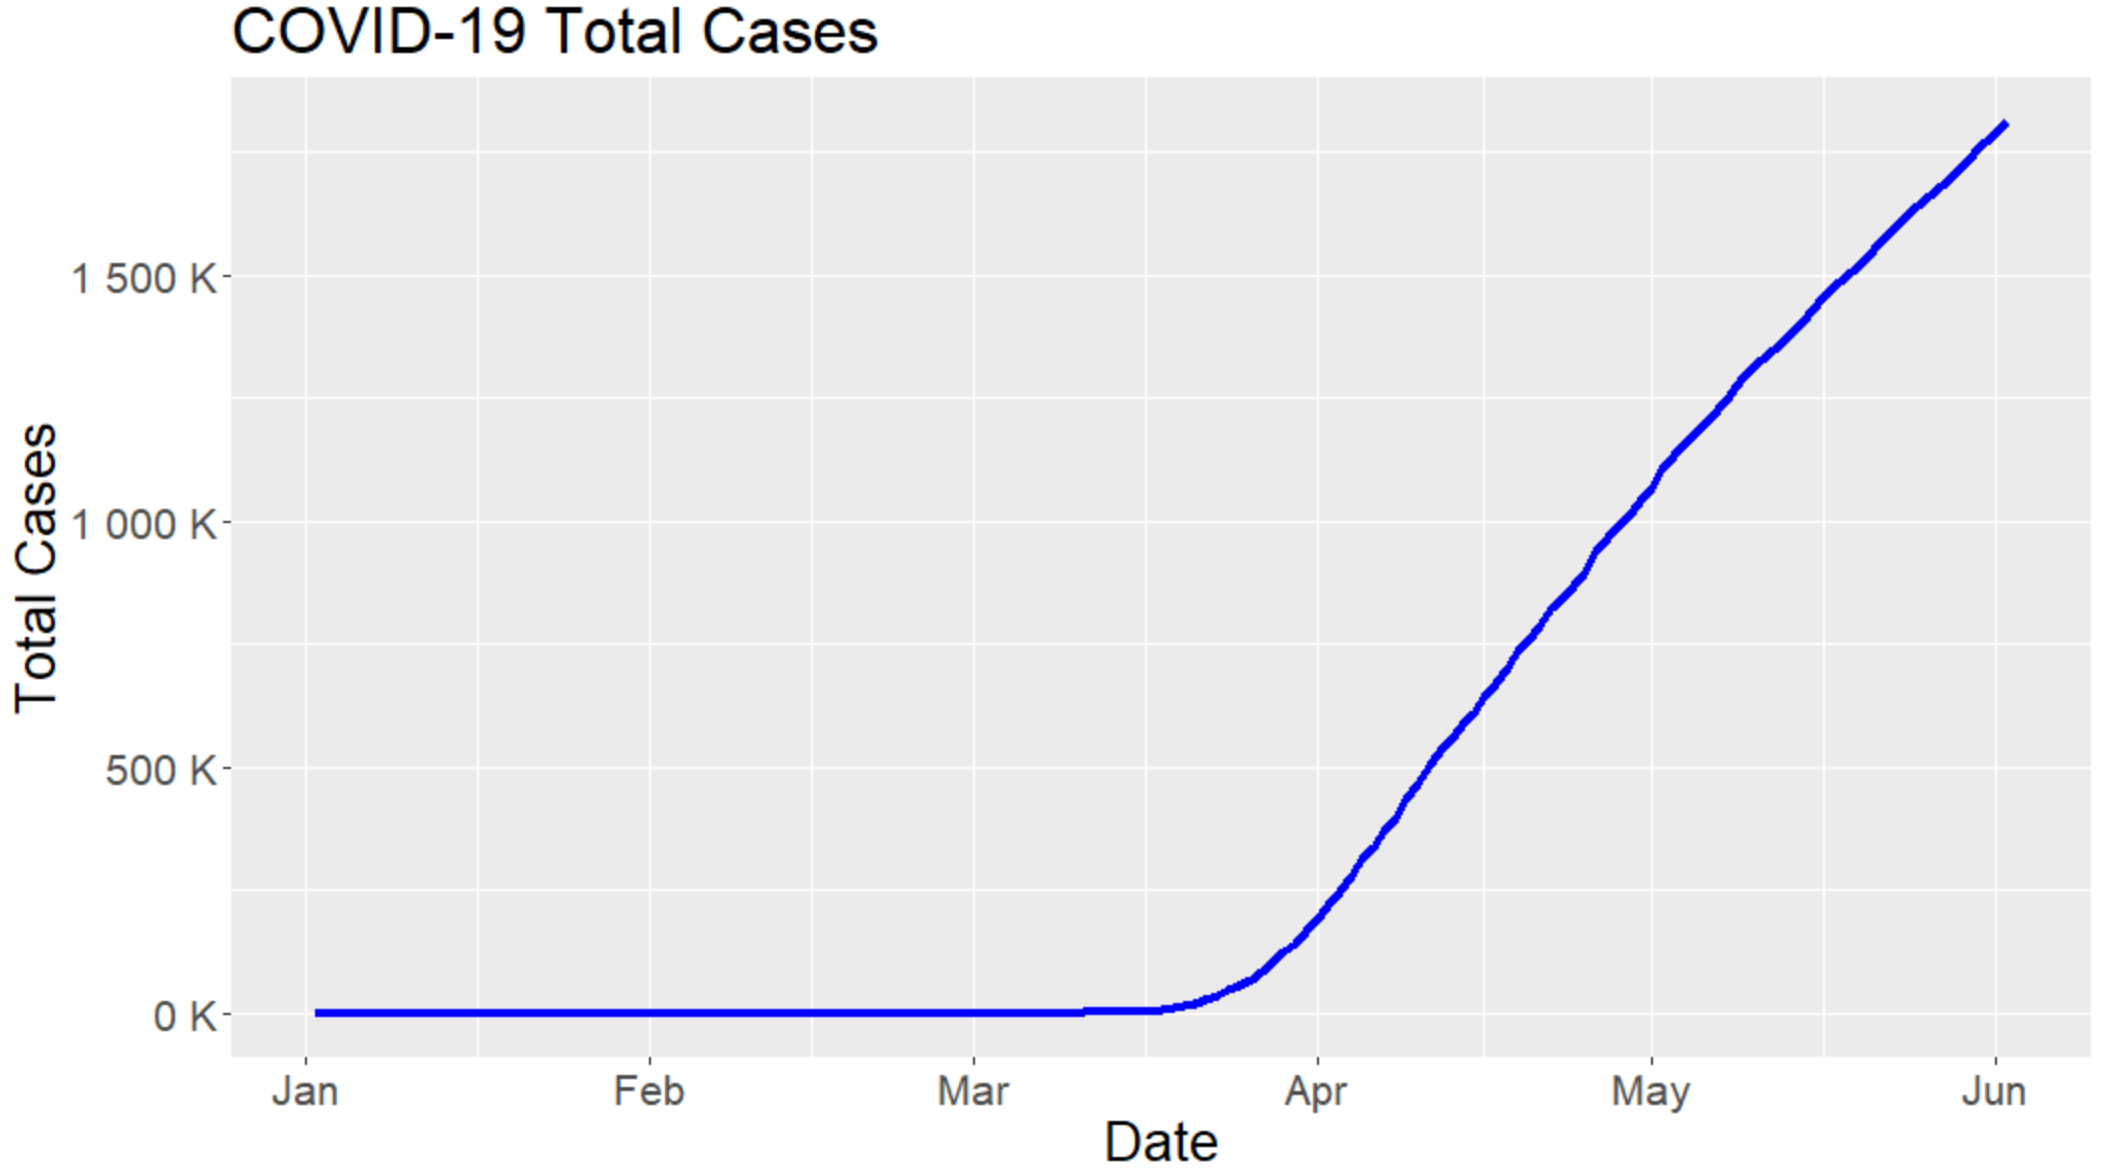 COVID-19 Total Cases
Total Cases
1 500 K
1 000 K
500 K
0 K
Jan Feb Mar Apr May Jun
Date